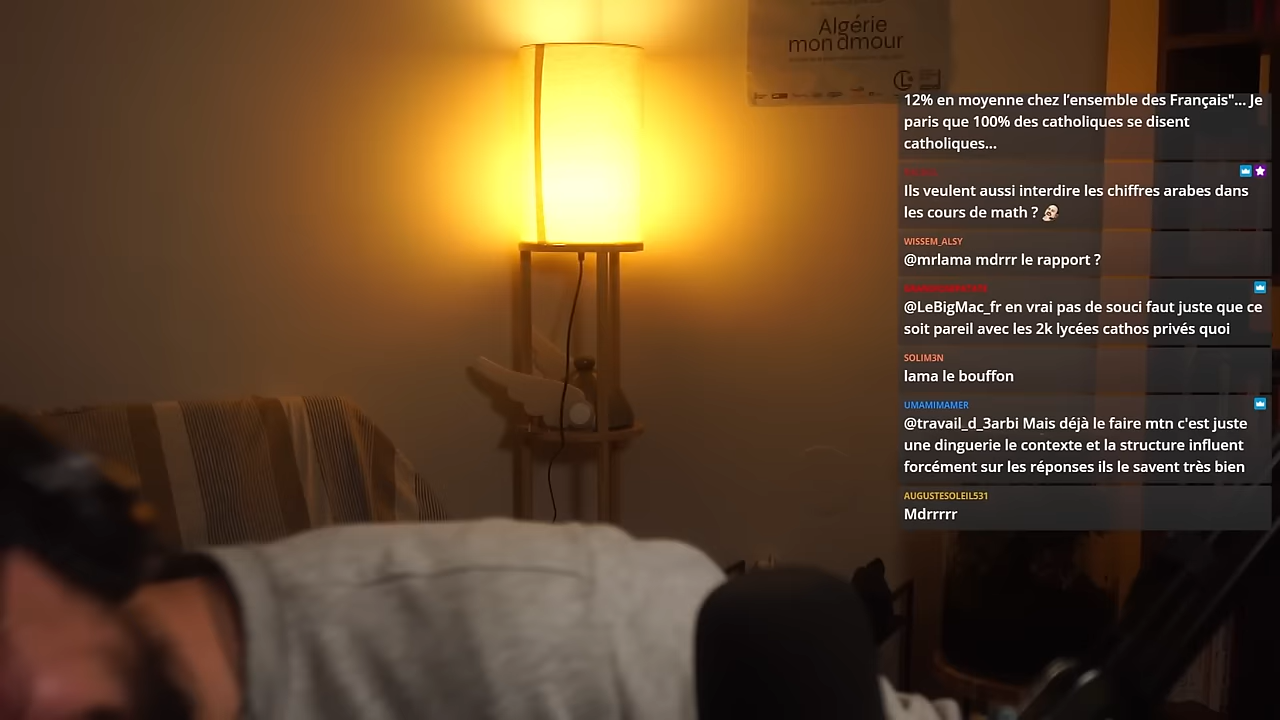 Algérie
mon amour
12% en moyenne chez l'ensemble des Français"... Je
paris que 100% des catholiques se disent
catholiques...
Ils veulent aussi interdire les chiffres arabes dans
les cours de math ?
WISSEM_ALSY
@mrlama mdrrr le rapport ?
@LeBigMac_fr en vrai pas de souci faut juste que ce
soit pareil avec les 2k lycées cathos privés quoi
SOLIM3N
lama le bouffon
UMAMIMAMER
@travail_d_3arbi Mais déjà le faire mtn c'est juste
une dinguerie le contexte et la structure influent
forcément sur les réponses ils le savent très bien
AUGUSTESOLEIL531
Mdrrrrr